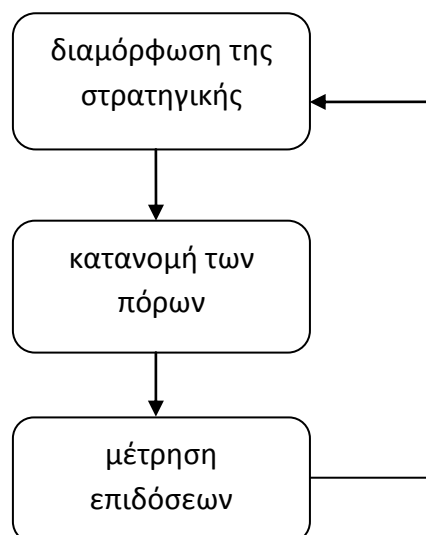 διαμόρφωση της
στρατηγικής
κατανομή των
πόρων
μέτρηση
επιδόσεων